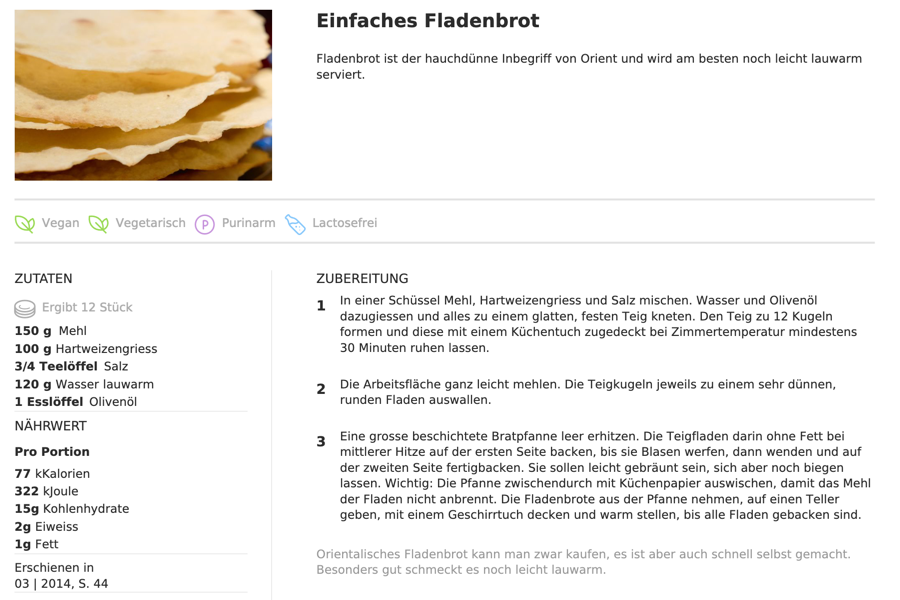 Einfaches Fladenbrot
Fladenbrot ist der hauchdünne Inbegriff von Orient und wird am besten noch leicht lauwarm
serviert.
Vegan Vegetarisch P Purinarm Lactosefrei
ZUTATEN
Ergibt 12 Stück
150 g Mehl
100 g Hartweizengriess
3/4 Teelöffel Salz
120 g Wasser lauwarm
1 Esslöffel Olivenöl
NÄHRWERT
Pro Portion
77 kKalorien
322 kJoule
15g Kohlenhydrate
2g Eiweiss
1g Fett
Erschienen in
03 | 2014, S. 44
ZUBEREITUNG
1 In einer Schüssel Mehl, Hartweizengriess und Salz mischen. Wasser und Olivenöl
dazugiessen und alles zu einem glatten, festen Teig kneten. Den Teig zu 12 Kugeln
formen und diese mit einem Küchentuch zugedeckt bei Zimmertemperatur mindestens
30 Minuten ruhen lassen.
2 Die Arbeitsfläche ganz leicht mehlen. Die Teigkugeln jeweils zu einem sehr dünnen,
runden Fladen auswallen.
3 Eine grosse beschichtete Bratpfanne leer erhitzen. Die Teigfladen darin ohne Fett bei
mittlerer Hitze auf der ersten Seite backen, bis sie Blasen werfen, dann wenden und auf
der zweiten Seite fertigbacken. Sie sollen leicht gebräunt sein, sich aber noch biegen
lassen. Wichtig: Die Pfanne zwischendurch mit Küchenpapier auswischen, damit das Mehl
der Fladen nicht anbrennt. Die Fladenbrote aus der Pfanne nehmen, auf einen Teller
geben, mit einem Geschirrtuch decken und warm stellen, bis alle Fladen gebacken sind.
Orientalisches Fladenbrot kann man zwar kaufen, es ist aber auch schnell selbst gemacht.
Besonders gut schmeckt es noch leicht lauwarm.